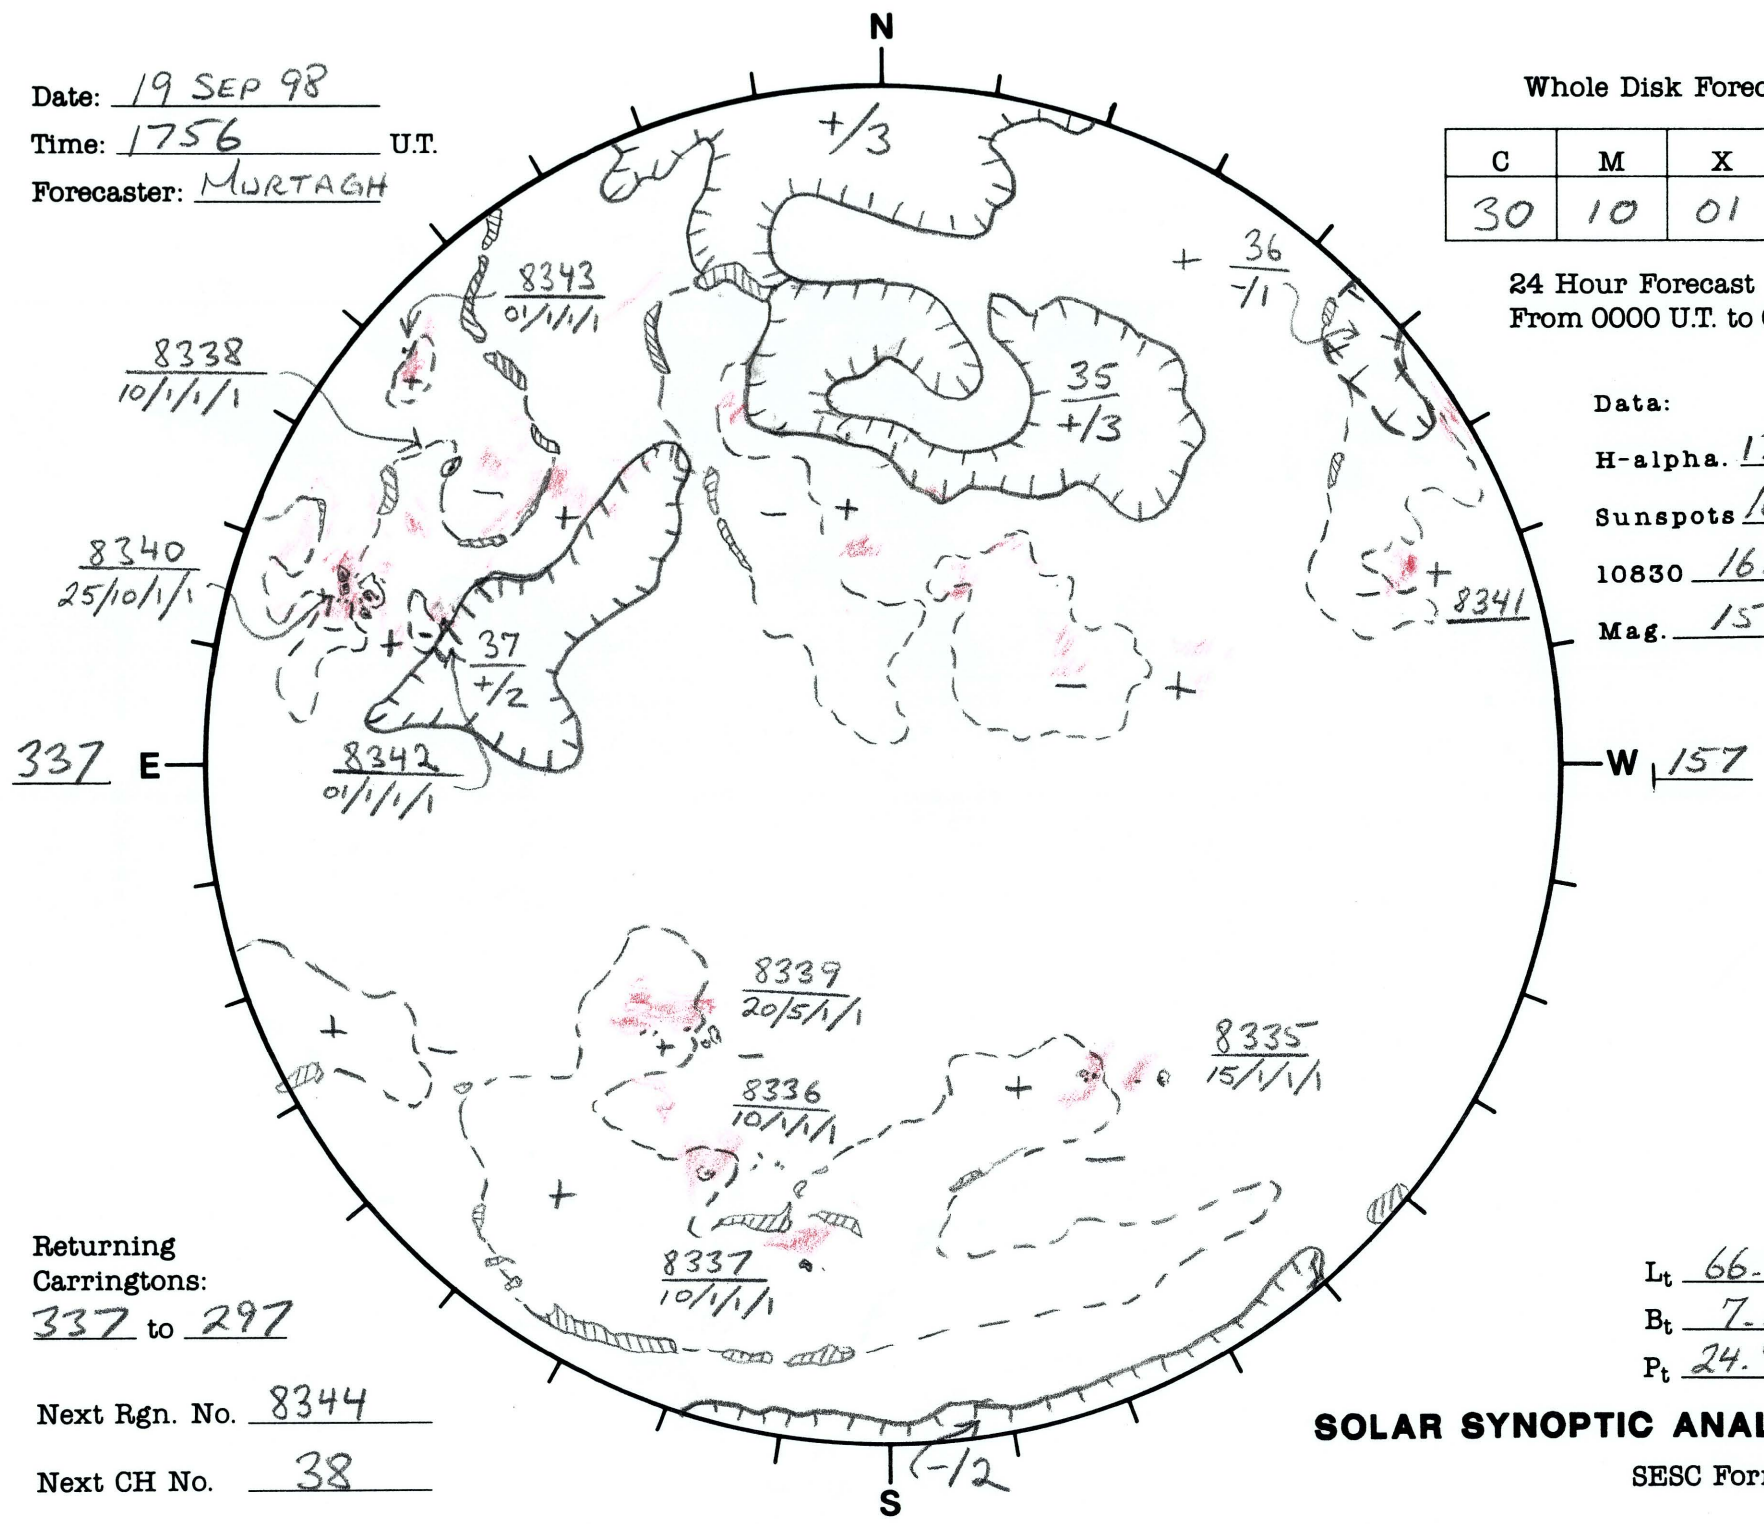 N
Date: 19 SEP 98
Time: 1756 U.T.
Forecaster: MURTAGH
Whole Disk Forec
C M X
30 10 01
24 Hour Forecast
From 0000 U.T. to
+/3
+ 36
-/1
8343
01/1/1/1
8338
10/1/1/1
35
+/3
Data:
H-alpha.
Sunspots
10830 16
Mag. 15
+
-
+
- +
8340
25/10/1/1
+
8341
+ -
37
+/2
- +
8342
01/1/1/1
337 E
W 157
8339
20/5/1/1
+ -
+ -
8335
15/1/1/1
8336
10/1/1/1
+
-
+
8337
10/1/1/1
Returning
Carringtons:
337 to 297
Lt 66.
Bt 7.
Pt 24.
Next Rgn. No. 8344
Next CH No. 38
-/2
S
SOLAR SYNOPTIC ANAL
SESC For